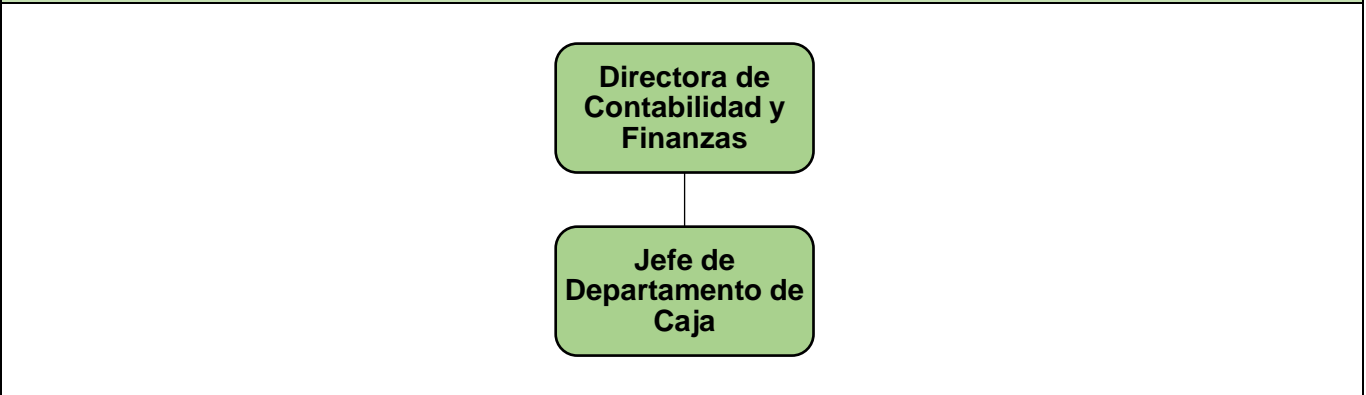 Directora de
Contabilidad y
Finanzas
Jefe de
Departamento de
Caja